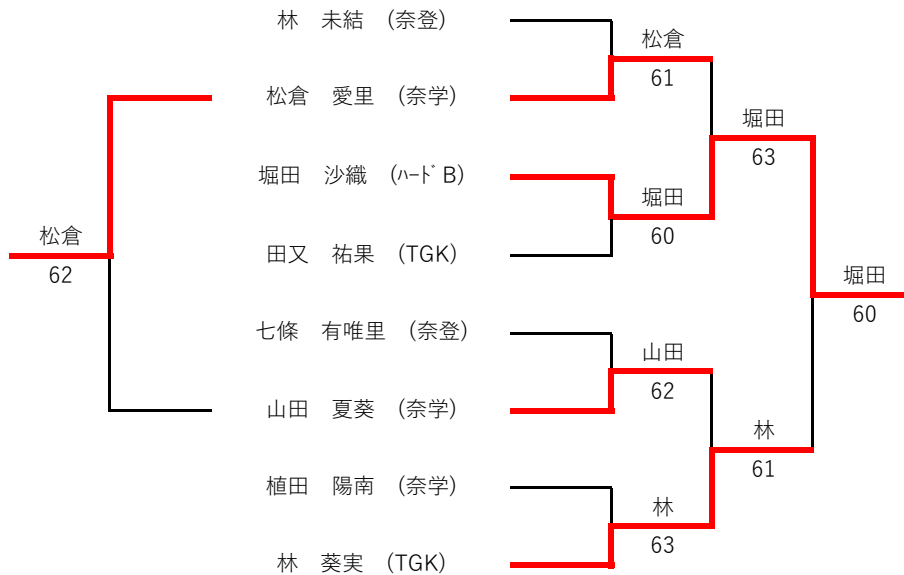 林　未結　(奈登)
松倉
61
松倉　愛里　(奈学)
堀田
63
堀田　沙織　(ﾊｰﾄﾞB)
堀田
60
松倉
62
田又　祐果　(TGK)
堀田
60
七條　有唯里　(奈登)
山田
62
山田　夏葵　(奈学)
林
61
植田　陽南　(奈学)
林
63
林　葵実　(TGK)